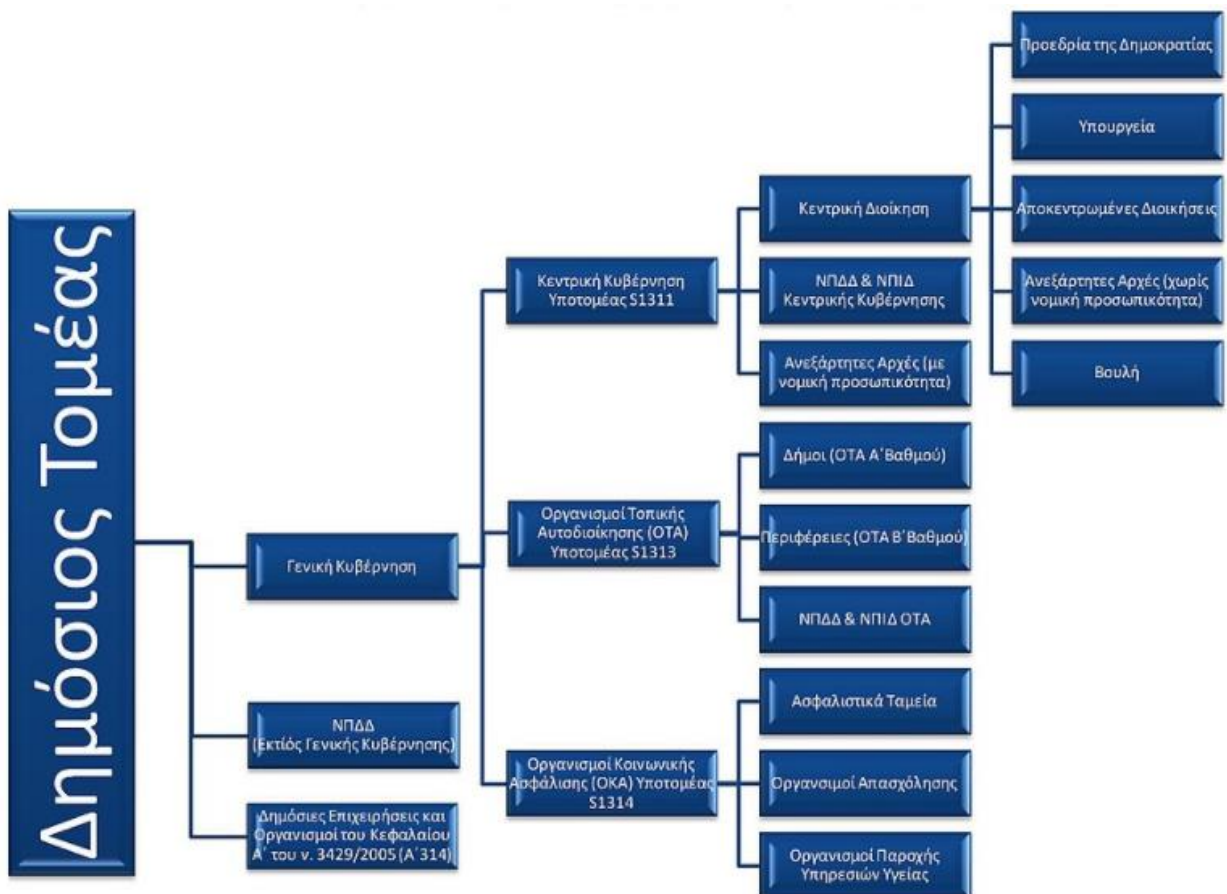 Δημόσιος Τομέας
Γενική Κυβέρνηση
ΝΠΔΔ
(Εκτίός Γενικής Κυβέρνησης)
Δημόσιες Επιχειρήσεις και
Οργανισμοί του Κεφαλαίου
Α΄ του ν. 3429/2005 (Α΄314)
Κεντρική Κυβέρνηση
Υποτομέας S1311
Οργανισμοί Τοπικής
Αυτοδιοίκησης (ΟΤΑ)
Υποτομέας S1313
Οργανισμοί Κοινωνικής
Ασφάλισης (ΟΚΑ) Υποτομέας
S1314
Κεντρική Διοίκηση
ΝΠΔΔ & ΝΠΙΔ
Κεντρικής Κυβέρνησης
Ανεξάρτητες Αρχές (με
νομική προσωπικότητα)
Δήμοι (ΟΤΑ Α΄Βαθμού)
Περιφέρειες (ΟΤΑ Β΄Βαθμού)
ΝΠΔΔ & ΝΠΙΔ ΟΤΑ
Ασφαλιστικά Ταμεία
Οργανσιμοί Απασχόλησης
Οργανισμοί Παροχής
Υπηρεσιών Υγείας
Προεδρία της Δημοκρατίας
Υπουργεία
Αποκεντρωμένες Διοικήσεις
Ανεξάρτητες Αρχές (χωρίς
νομική προσωπικότητα)
Βουλή